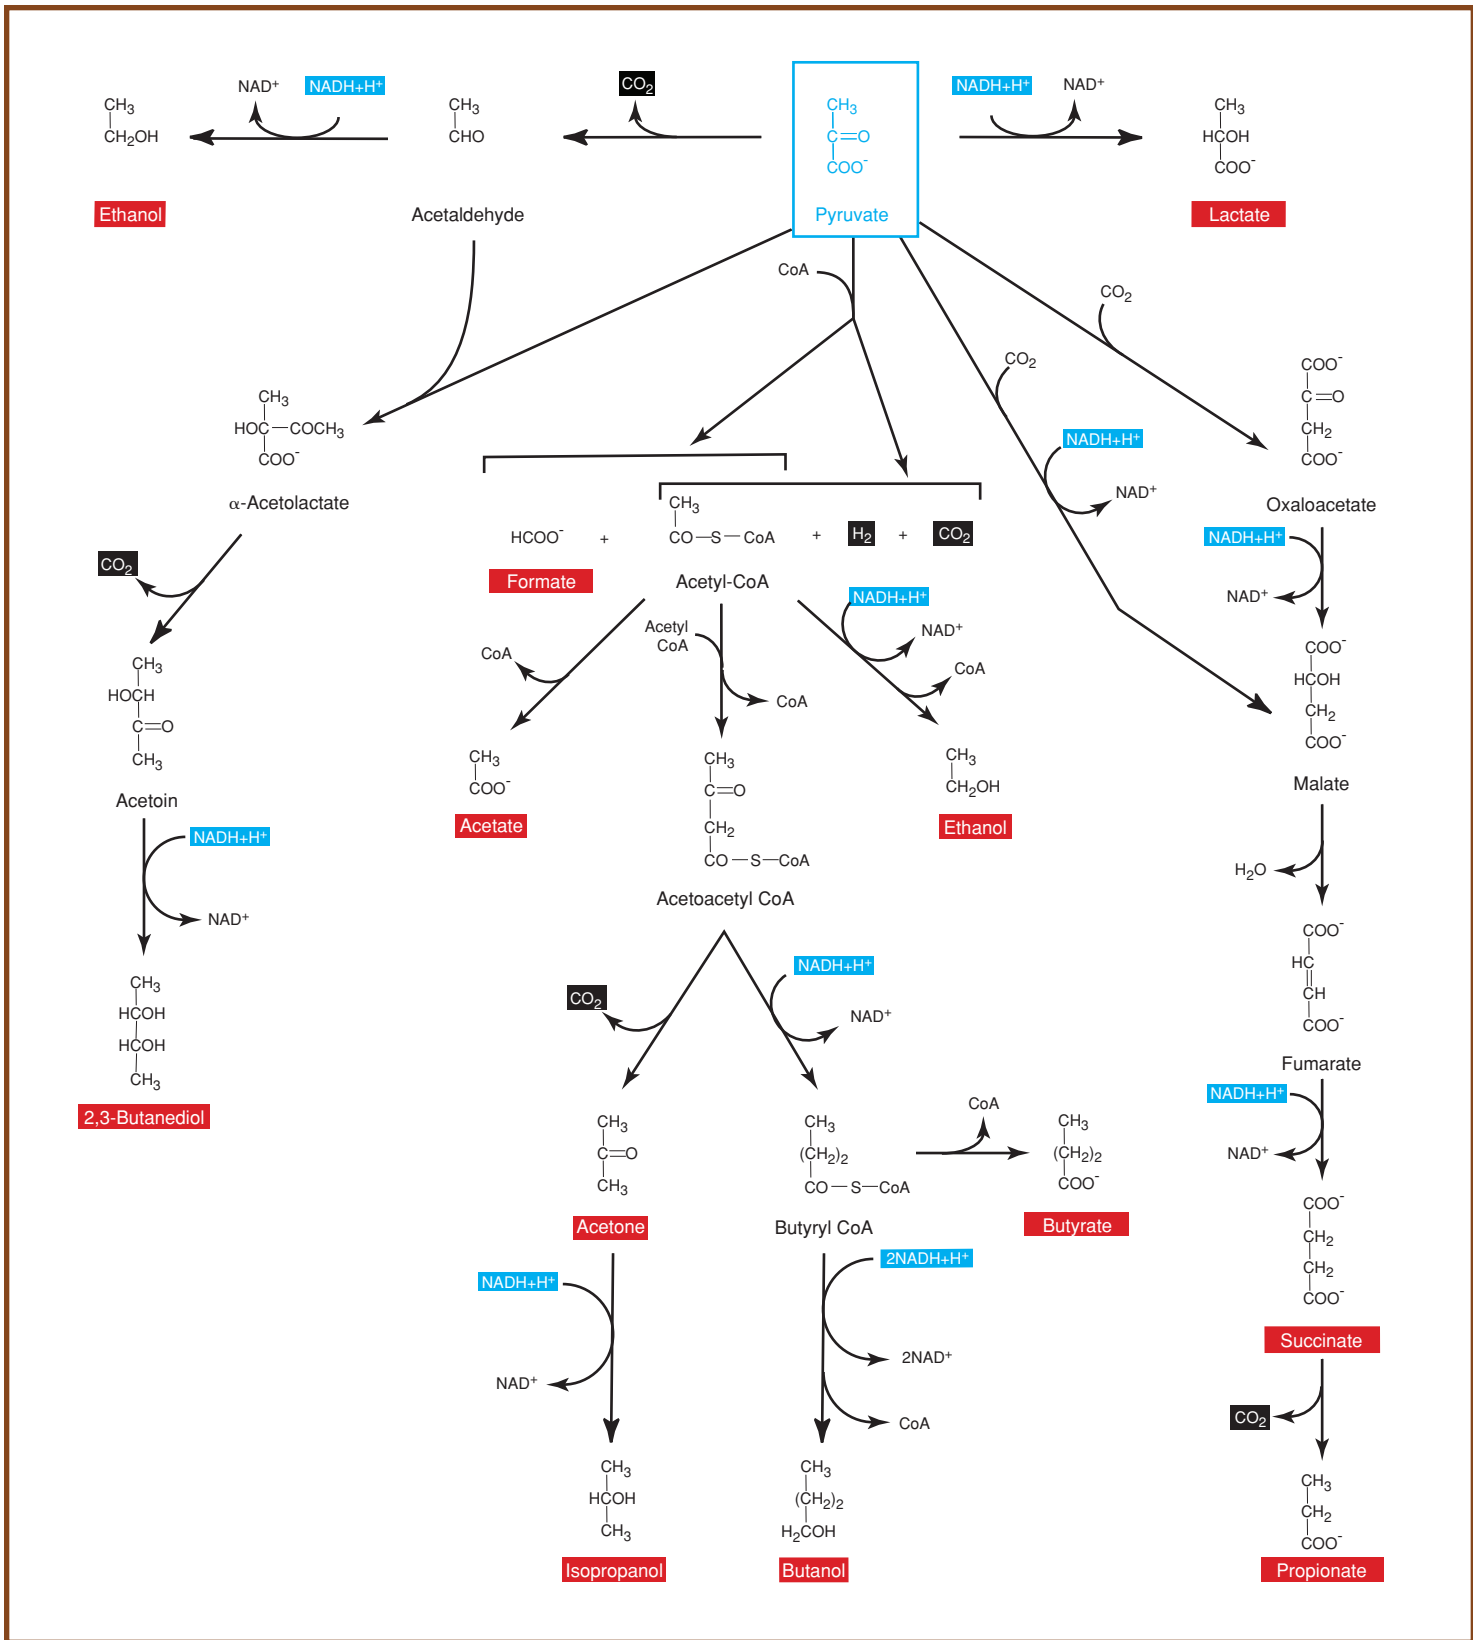 NAD+
NADH+H+
CO2
NADH+H+
NAD+
CH3
CH2OH
CH3
CHO
CH3
C=O
COO-
CH3
HCOH
COO-
Ethanol
Acetaldehyde
Pyruvate
Lactate
CoA
CO2
CO2
CH3
HOC—COCH3
COO-
α-Acetolactate
COO-
C=O
CH2
COO-
Oxaloacetate
NADH+H+
NAD+
HCOO-
+
CH3
CO—S—CoA
+
H2
+
CO2
Formate
Acetyl-CoA
NADH+H+
NAD+
CO2
CoA
Acetyl
CoA
CoA
NADH+H+
NAD+
CoA
CH3
HOCH
C=O
CH3
Acetoin
COO-
HCOH
CH2
COO-
Malate
CH3
COO-
Acetate
CH3
C=O
CH2
CO—S—CoA
Acetoacetyl CoA
CH3
CH2OH
Ethanol
NADH+H+
NAD+
H2O
CH3
HCOH
HCOH
CH3
2,3-Butanediol
CO2
NADH+H+
NAD+
COO-
HC
CH
COO-
Fumarate
NADH+H+
NAD+
CH3
C=O
CH3
Acetone
CH3
(CH2)2
CO—S—CoA
Butyryl CoA
CoA
CH3
(CH2)2
COO-
Butyrate
COO-
CH2
CH2
COO-
Succinate
NADH+H+
NAD+
2NADH+H+
2NAD+
CoA
CO2
CH3
HCOH
CH3
Isopropanol
CH3
(CH2)2
H2COH
Butanol
CH3
CH2
COO-
Propionate